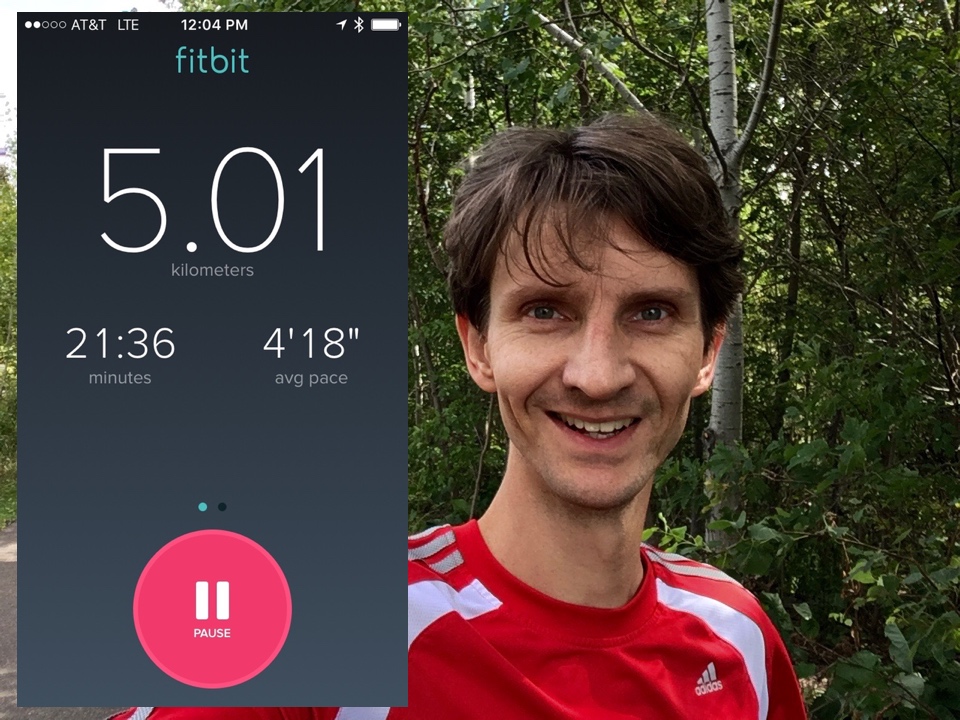 AT&T LTE 12:04 PM
fitbit
5.01
kilometers
21:36 4'18"
minutes avg pace
PAUSE
adidas